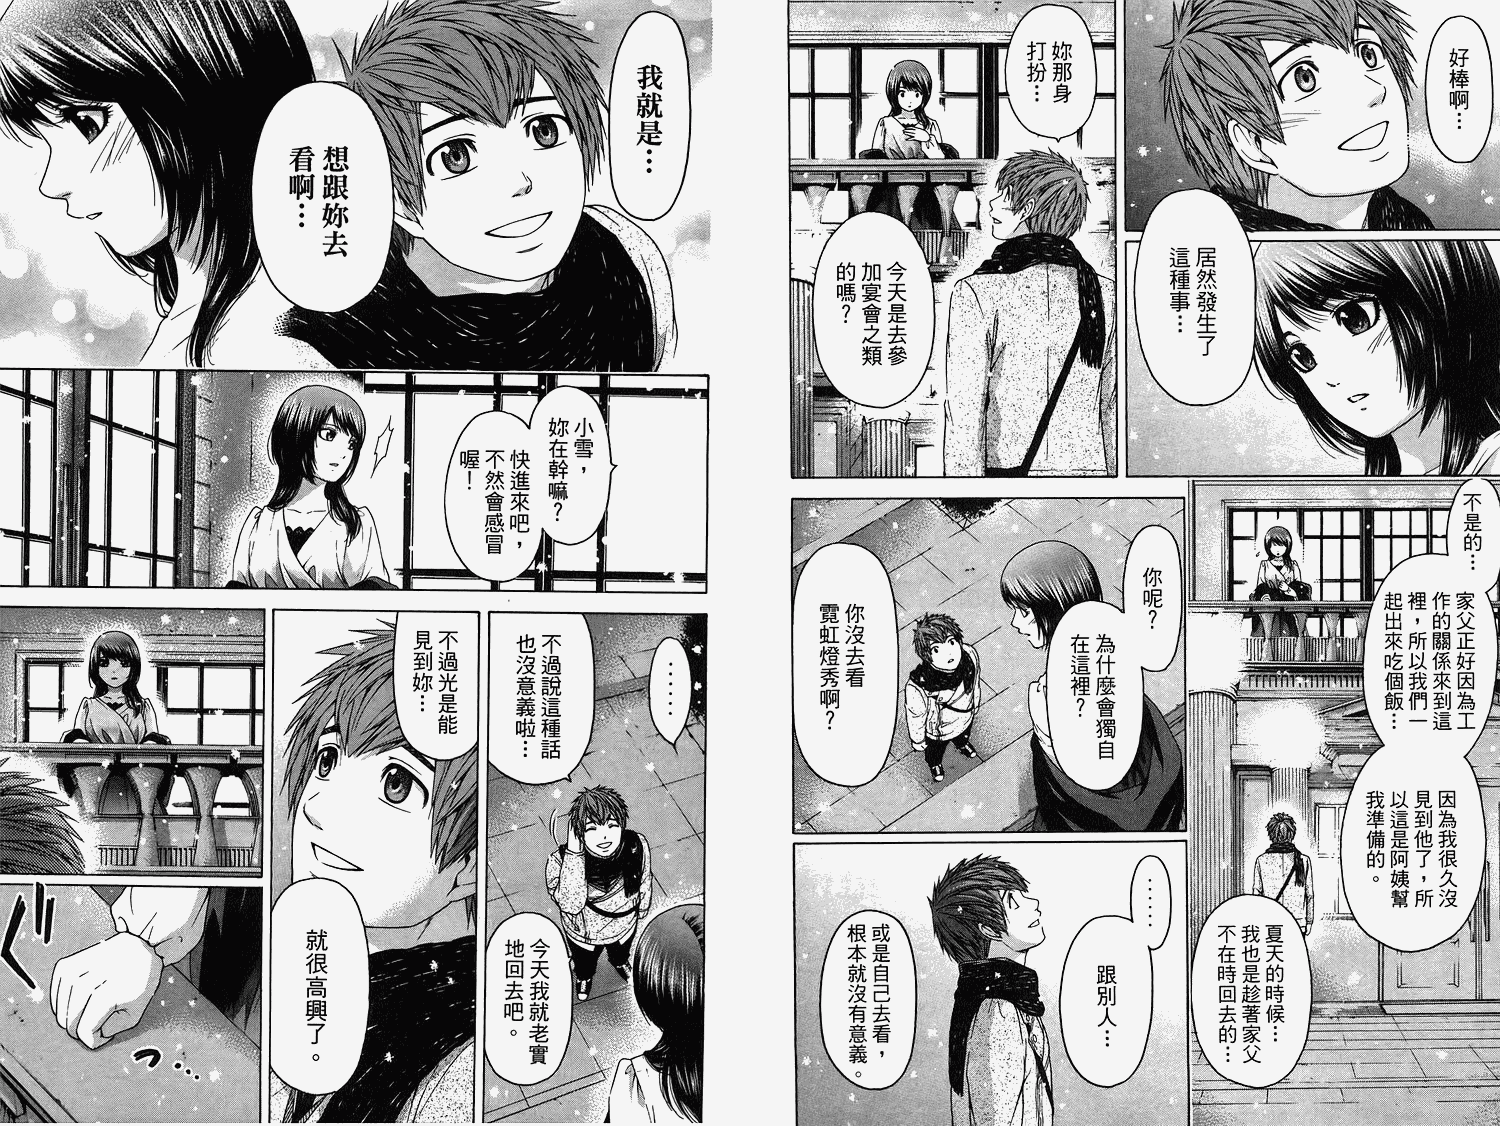 好棒啊…
居然發生了
這種事…
妳那身
打扮…
今天是去參
加宴會之類
的嗎？
不是的…
家父正好因為工
作的關係來到這
裡，所以我們一
起出來吃個飯…
因為我很久沒
見到他了，所
以這是阿姨幫
我準備的。
夏天的時候…
我也是趁著家父
不在時回去的…
你呢？
為什麼會獨自
在這裡？
你沒去看
霓虹燈秀啊？
……
跟別人…
或是自己去看，
根本就沒有意義。
我就是…
想跟妳去
看啊…
小雪，
妳在幹嘛？
快進來吧，
不然會感冒
喔！
……
不過說這種話
也沒意義啦…
今天我就老實
地回去吧。
不過光是能
見到妳…
就很高興了。